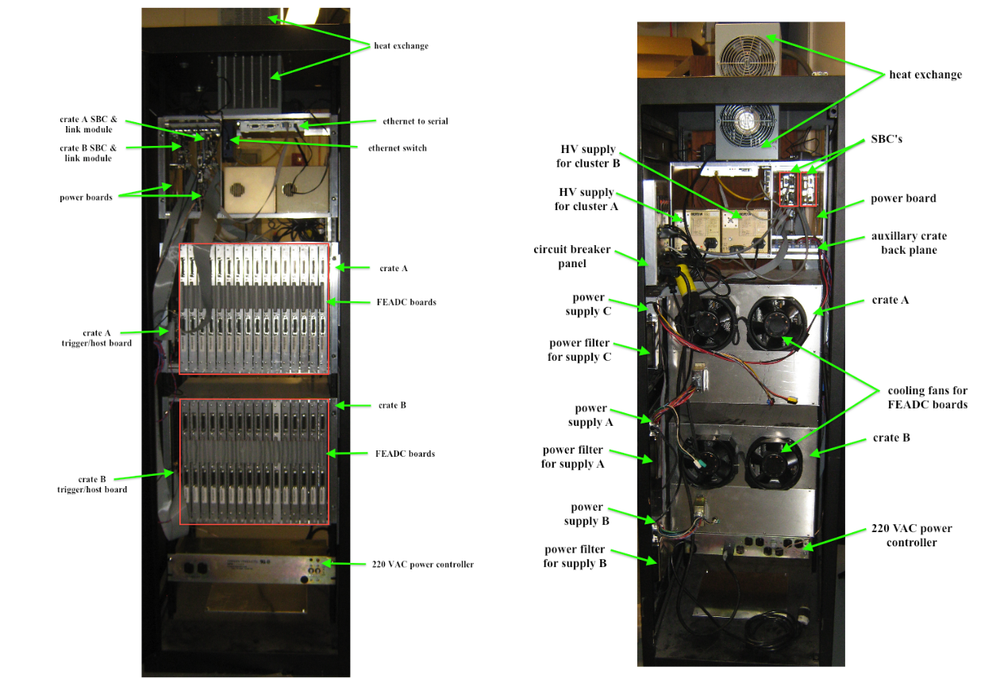 heat exchange
crate A SBC &
link module
ethernet to serial
crate B SBC &
link module
ethernet switch
power boards
crate A
FEADC boards
crate A
trigger/host board
crate B
FEADC boards
crate B
trigger/host board
220 VAC power controller
heat exchange
SBC's
HV supply
for cluster B
HV supply
for cluster A
power board
circuit breaker
panel
auxillary crate
back plane
power
supply C
crate A
power filter
for supply C
cooling fans for
FEADC boards
power
supply A
crate B
power filter
for supply A
power
supply B
220 VAC power
controller
power filter
for supply B